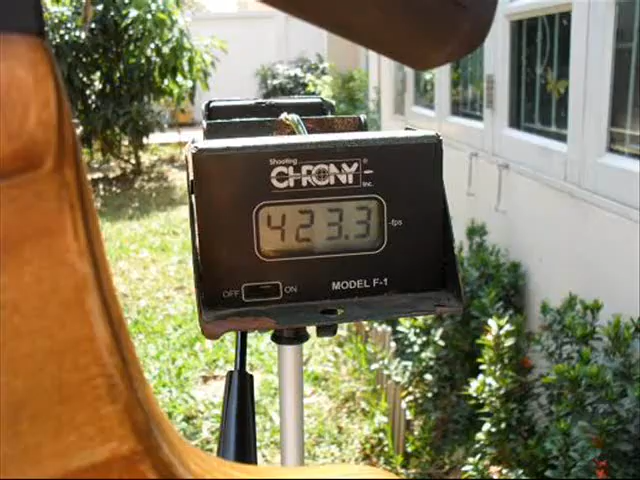 Shooting
CHRONY®
Inc.
423.3 -fps
OFF ON
MODEL F-1